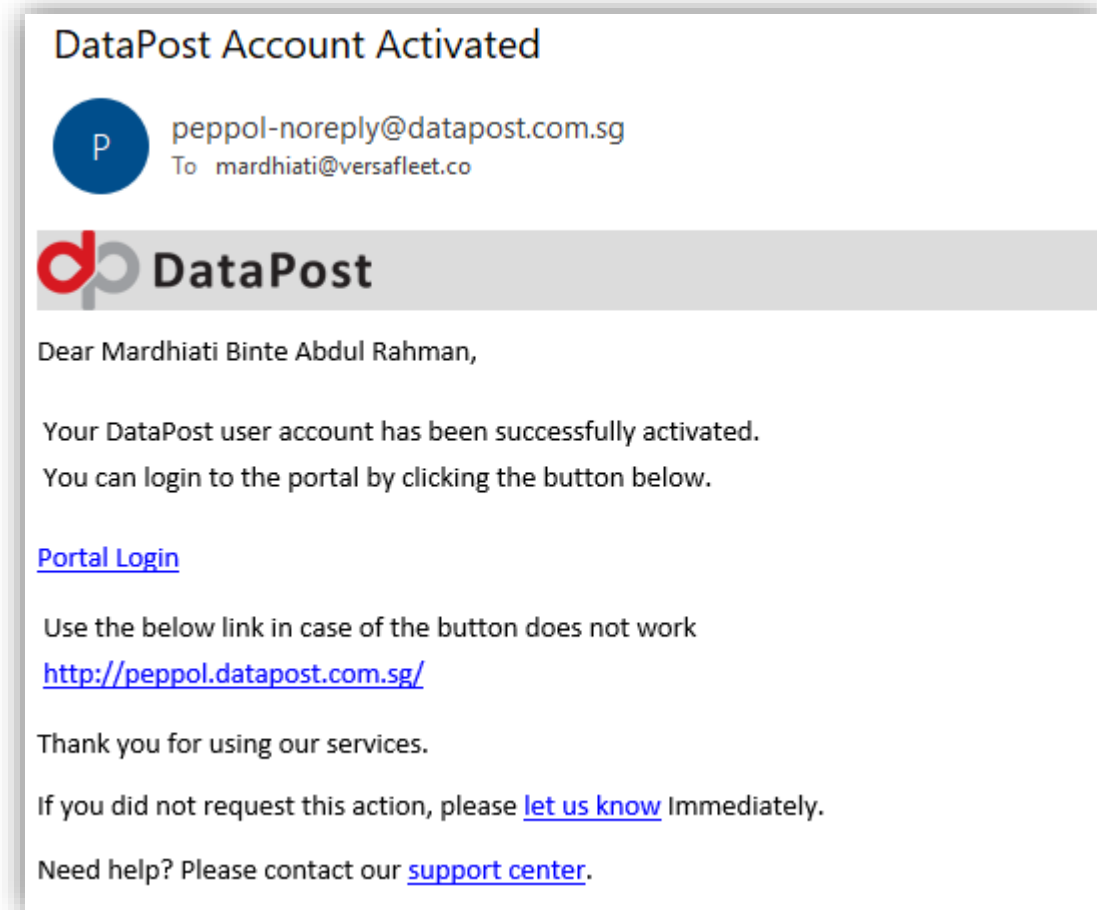 DataPost Account Activated
P
peppol-noreply@datapost.com.sg
To mardhiati@versafleet.co
dp DataPost
Dear Mardhiati Binte Abdul Rahman,
Your DataPost user account has been successfully activated.
You can login to the portal by clicking the button below.
Portal Login
Use the below link in case of the button does not work
http://peppol.datapost.com.sg/
Thank you for using our services.
If you did not request this action, please let us know Immediately.
Need help? Please contact our support center.